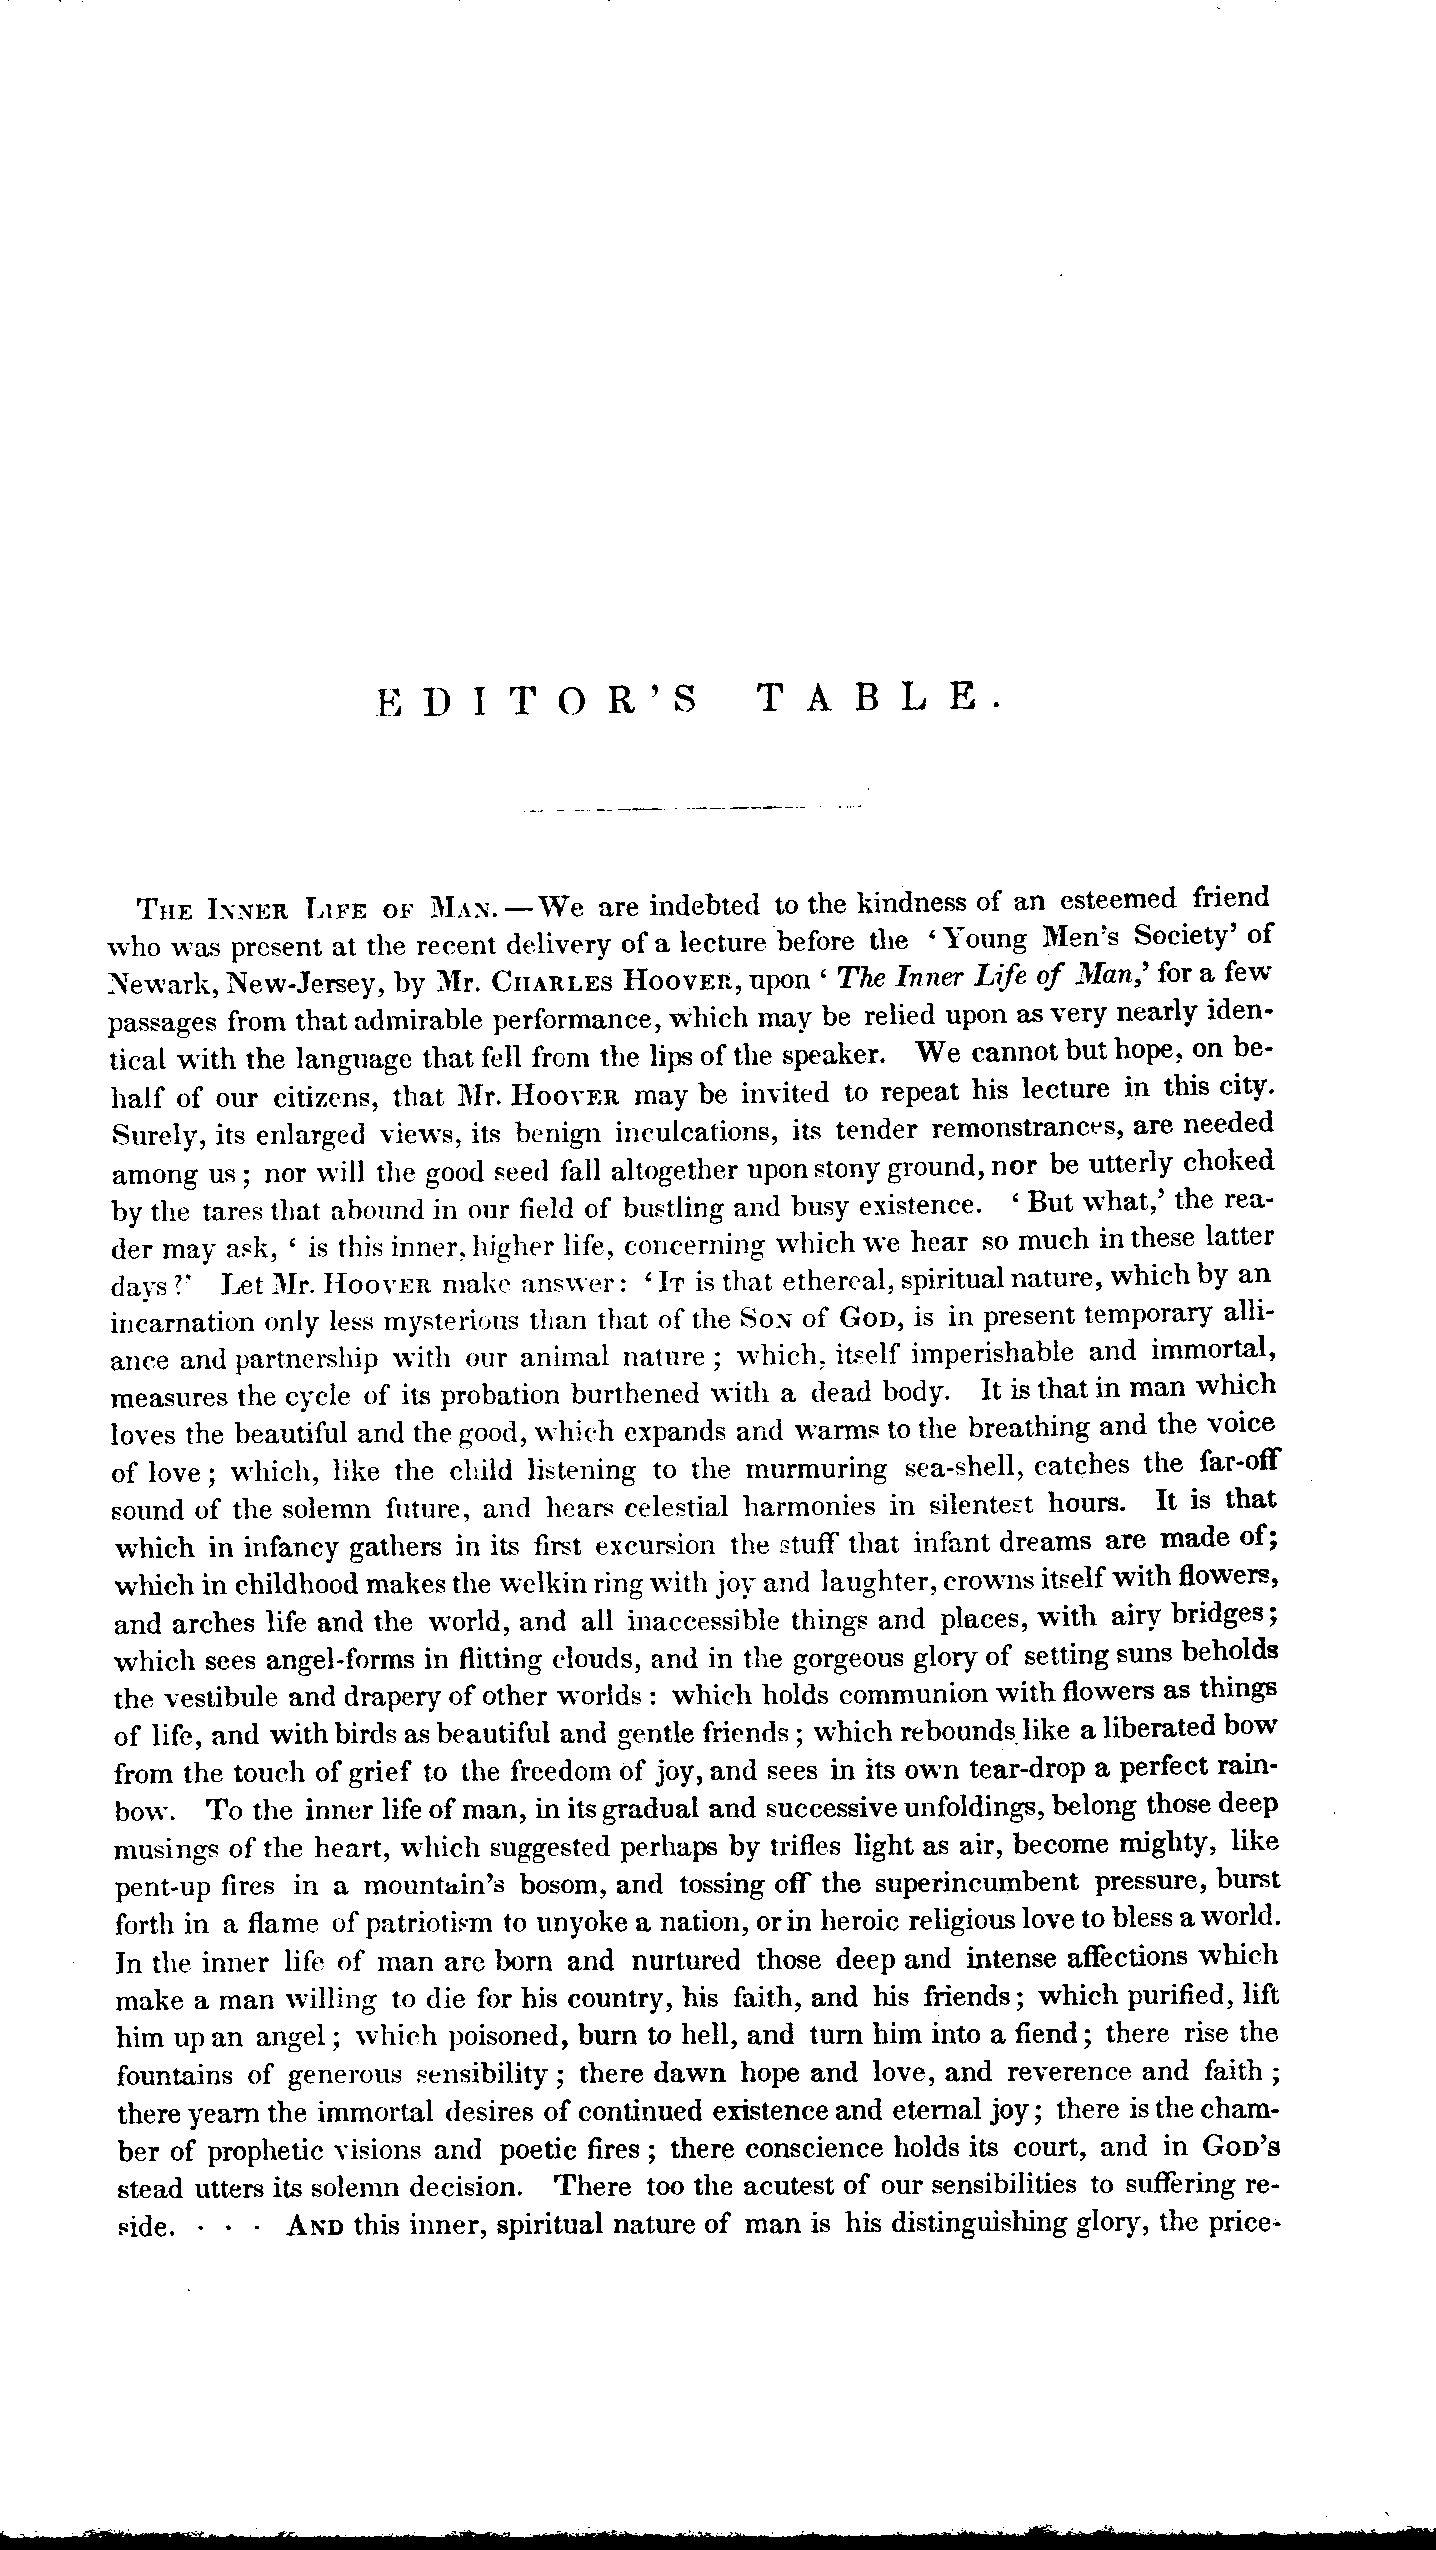 EDITOR'S TABLE.
THE INNER LIFE OF MAN. — We are indebted to the kindness of an esteemed friend
who was present at the recent delivery of a lecture before the ‘Young Men's Society’ of
Newark, New-Jersey, by Mr. CHARLES HOOVER, upon ‘The Inner Life of Man,’ for a few
passages from that admirable performance, which may be relied upon as very nearly iden-
tical with the language that fell from the lips of the speaker. We cannot but hope, on be-
half of our citizens, that Mr. HOOVER may be invited to repeat his lecture in this city.
Surely, its enlarged views, its benign inculcations, its tender remonstrances, are needed
among us; nor will the good seed fall altogether upon stony ground, nor be utterly choked
by the tares that abound in our field of bustling and busy existence. ‘But what,’ the rea-
der may ask, ‘is this inner, higher life, concerning which we hear so much in these latter
days?’ Let Mr. HOOVER make answer: ‘IT is that ethereal, spiritual nature, which by an
incarnation only less mysterious than that of the SON of GOD, is in present temporary alli-
ance and partnership with our animal nature; which, itself imperishable and immortal,
measures the cycle of its probation burthened with a dead body. It is that in man which
loves the beautiful and the good, which expands and warms to the breathing and the voice
of love; which, like the child listening to the murmuring sea-shell, catches the far-off
sound of the solemn future, and hears celestial harmonies in silentest hours. It is that
which in infancy gathers in its first excursion the stuff that infant dreams are made of;
which in childhood makes the welkin ring with joy and laughter, crowns itself with flowers,
and arches life and the world, and all inaccessible things and places, with airy bridges;
which sees angel-forms in flitting clouds, and in the gorgeous glory of setting suns beholds
the vestibule and drapery of other worlds: which holds communion with flowers as things
of life, and with birds as beautiful and gentle friends; which rebounds like a liberated bow
from the touch of grief to the freedom of joy, and sees in its own tear-drop a perfect rain-
bow. To the inner life of man, in its gradual and successive unfoldings, belong those deep
musings of the heart, which suggested perhaps by trifles light as air, become mighty, like
pent-up fires in a mountain's bosom, and tossing off the superincumbent pressure, burst
forth in a flame of patriotism to unyoke a nation, or in heroic religious love to bless a world.
In the inner life of man are born and nurtured those deep and intense affections which
make a man willing to die for his country, his faith, and his friends; which purified, lift
him up an angel; which poisoned, burn to hell, and turn him into a fiend; there rise the
fountains of generous sensibility; there dawn hope and love, and reverence and faith;
there yearn the immortal desires of continued existence and eternal joy; there is the cham-
ber of prophetic visions and poetic fires; there conscience holds its court, and in GOD'S
stead utters its solemn decision. There too the acutest of our sensibilities to suffering re-
side. · · · AND this inner, spiritual nature of man is his distinguishing glory, the price-